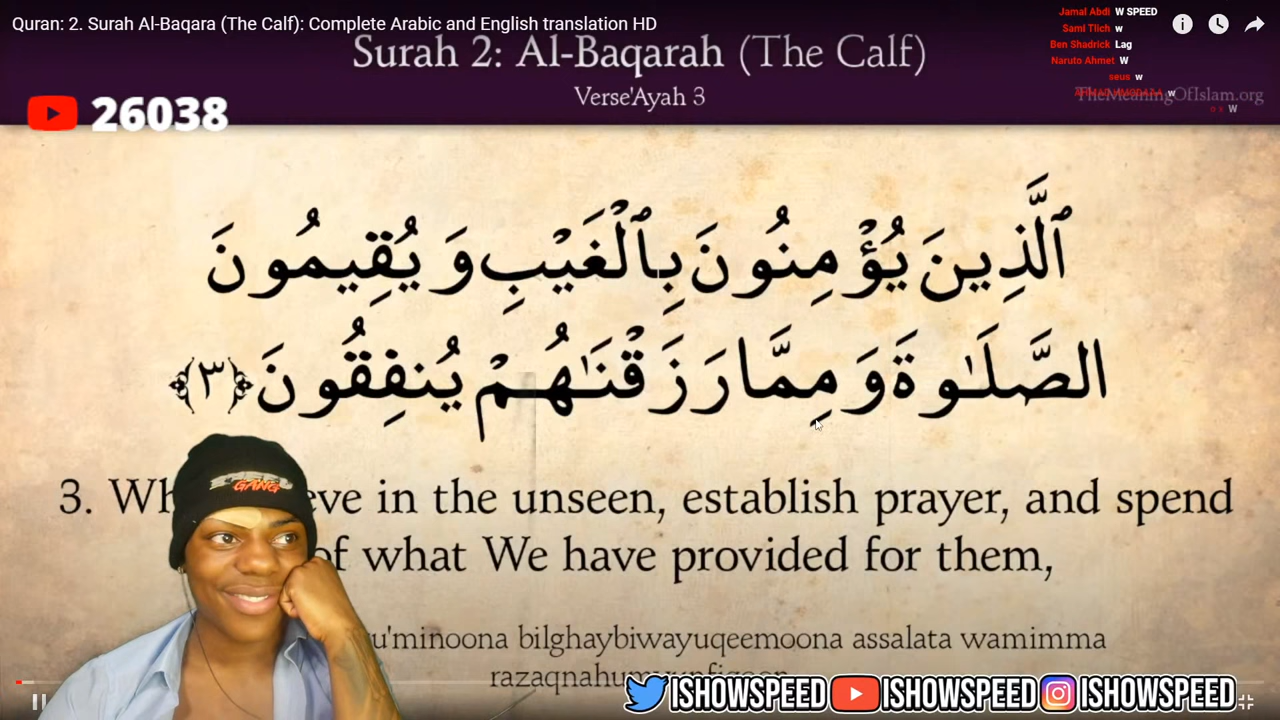 Quran: 2. Surah Al-Baqara (The Calf): Complete Arabic and English translation HD
Jamal Abdi W SPEED
Sami Tlich w
Ben Shadrick Lag
Naruto Ahmet W
seus w
w
W
Surah 2: Al-Baqarah (The Calf)
Verse'Ayah 3
TheMeaningOfIslam.org
26038
ٱلَّذِينَ يُؤْمِنُونَ بِٱلْغَيْبِ وَيُقِيمُونَ
الصَّلَـٰوةَ وَمِمَّا رَزَقْنَـٰهُمْ يُنفِقُونَ ﴿٣﴾
GANG
3. Wh eve in the unseen, establish prayer, and spend
of what We have provided for them,
u'minoona bilghaybiwayuqeemoona assalata wamimma
ISHOWSPEED ISHOWSPEED ISHOWSPEED